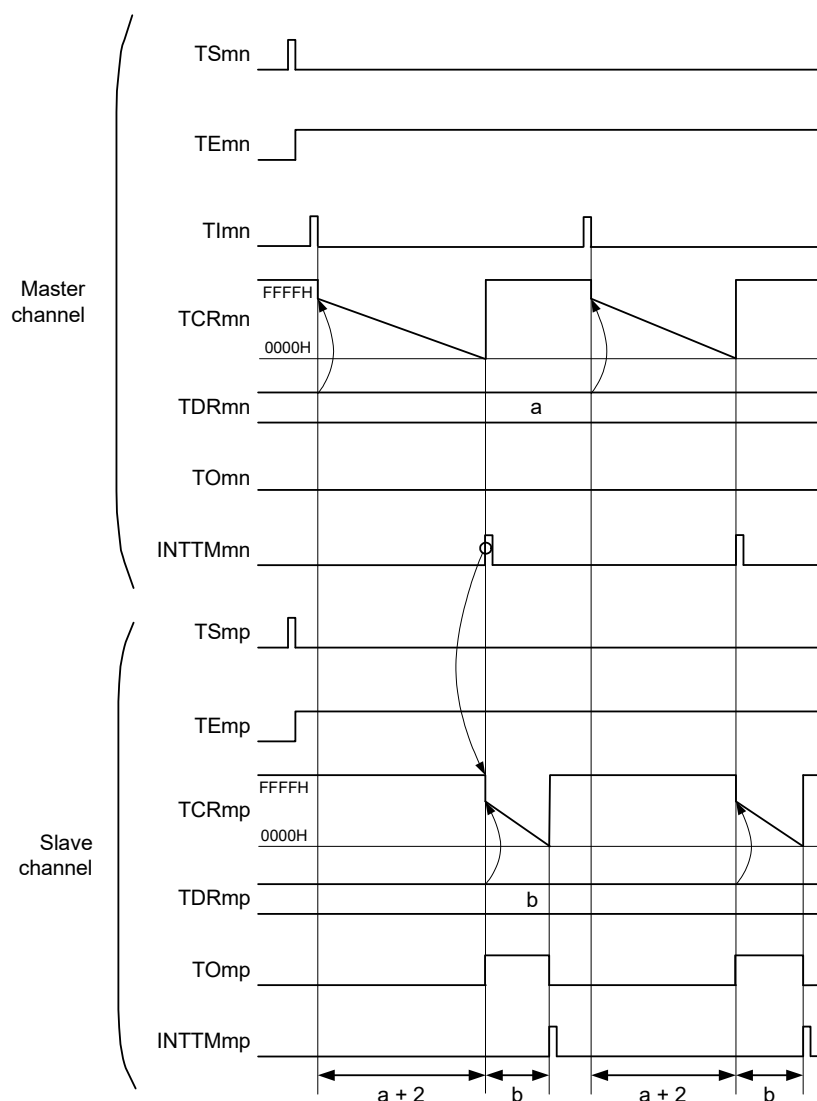 TSmn
TEmn
TImn
Master
channel
FFFFH
TCRmn
0000H
TDRmn
a
TOmn
INTTMmn
TSmp
TEmp
FFFFH
TCRmp
0000H
Slave
channel
TDRmp
b
TOmp
INTTMmp
a + 2 b a + 2 b